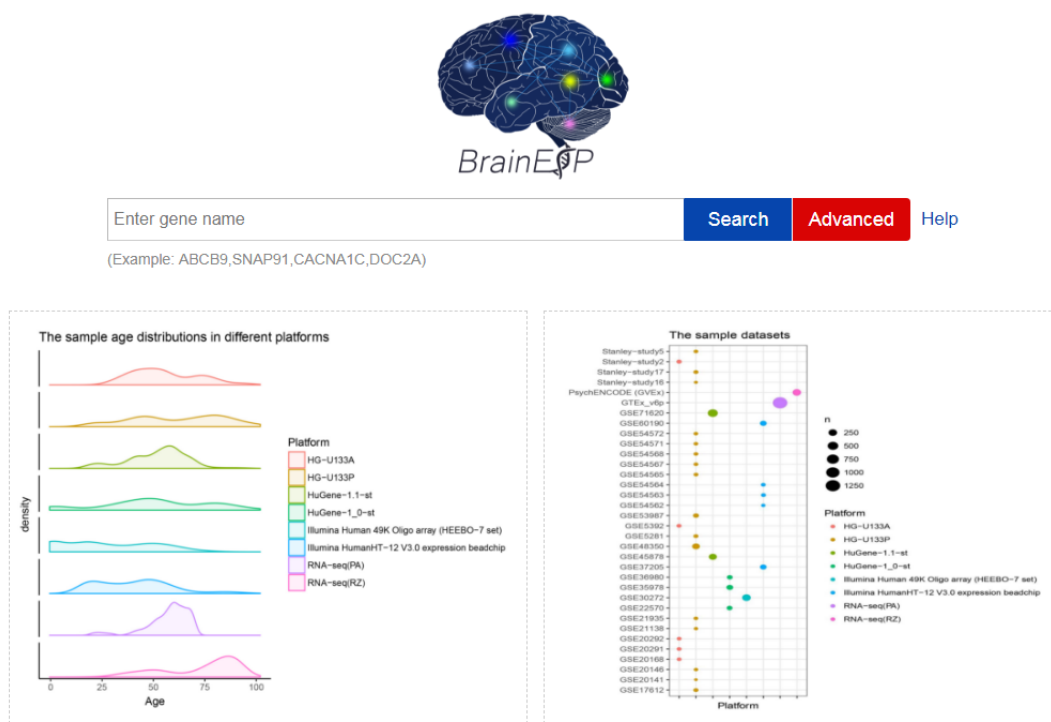 BrainEXP
Enter gene name
Search
Advanced
Help
(Example: ABCB9,SNAP91,CACNA1C,DOC2A)
The sample age distributions in different platforms
density
0 25 50 75 100
Age
Platform
HG-U133A
HG-U133P
HuGene-1.1-st
HuGene-1_0-st
Illumina Human 49K Oligo array (HEEBO-7 set)
Illumina HumanHT-12 V3.0 expression beadchip
RNA-seq(PA)
RNA-seq(RZ)
The sample datasets
Stanley-study5
Stanley-study2
Stanley-study17
Stanley-study16
PsychENCODE (GVEx)
GTEx_v6p
GSE71620
GSE60190
GSE54572
GSE54571
GSE54568
GSE54567
GSE54565
GSE54564
GSE54563
GSE54562
GSE53987
GSE5392
GSE5281
GSE48350
GSE45878
GSE37205
GSE36980
GSE35978
GSE30272
GSE22570
GSE21935
GSE21138
GSE20292
GSE20291
GSE20168
GSE20146
GSE20141
GSE17612
Platform
n
250
500
750
1000
1250
Platform
HG-U133A
HG-U133P
HuGene-1.1-st
HuGene-1_0-st
Illumina Human 49K Oligo array (HEEBO-7 set)
Illumina HumanHT-12 V3.0 expression beadchip
RNA-seq(PA)
RNA-seq(RZ)